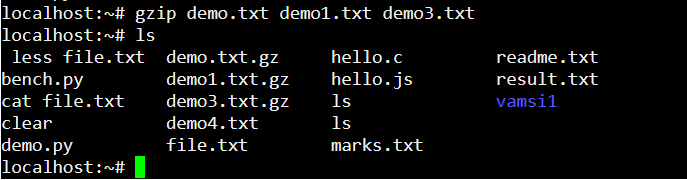 localhost:~# gzip demo.txt demo1.txt demo3.txt
localhost:~# ls
 less file.txt  demo.txt.gz     hello.c         readme.txt
bench.py        demo1.txt.gz    hello.js        result.txt
cat file.txt    demo3.txt.gz    ls              vamsi1
clear           demo4.txt       ls
demo.py         file.txt        marks.txt
localhost:~#